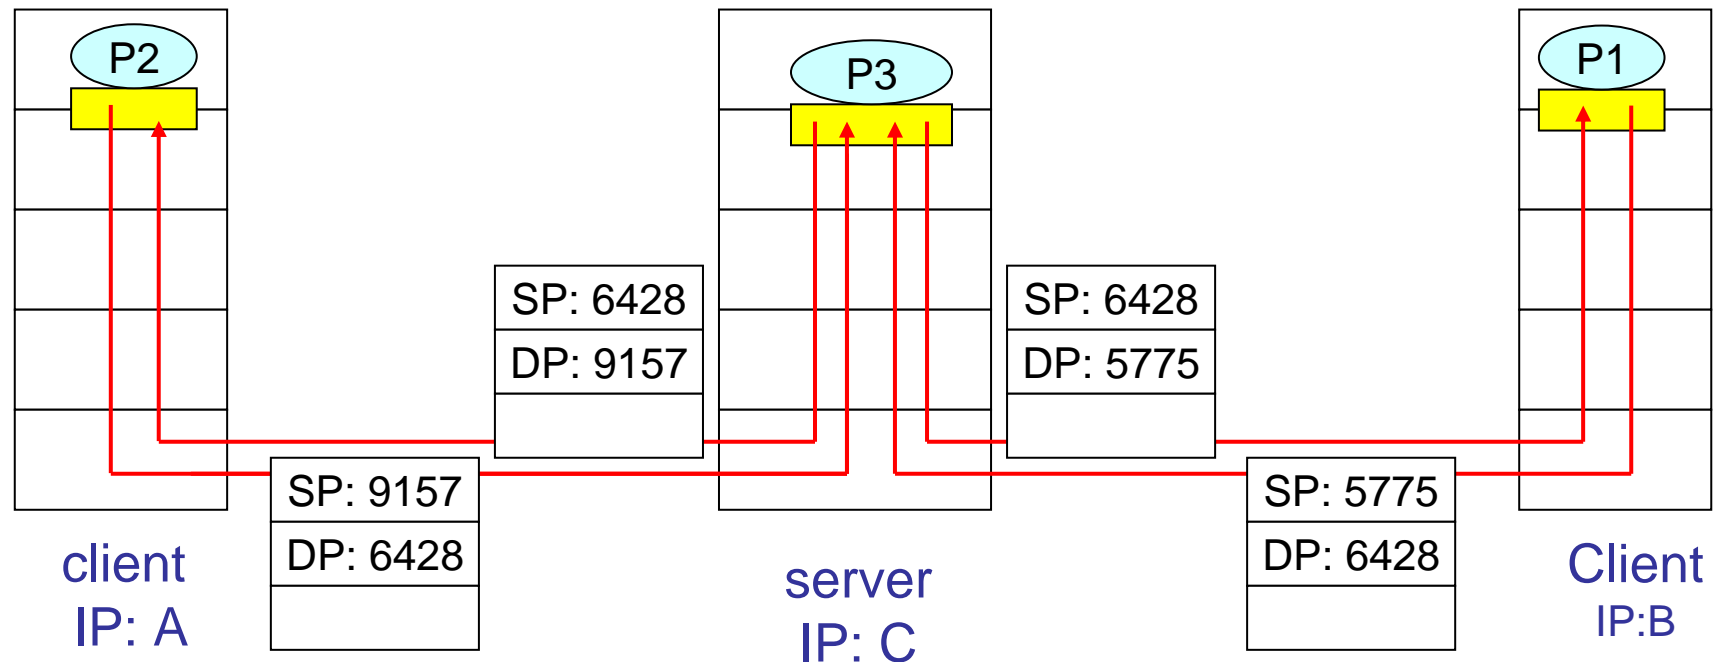 P2
P3
P1
SP: 6428
DP: 9157
SP: 6428
DP: 5775
SP: 9157
DP: 6428
SP: 5775
DP: 6428
client
IP: A
server
IP: C
Client
IP:B